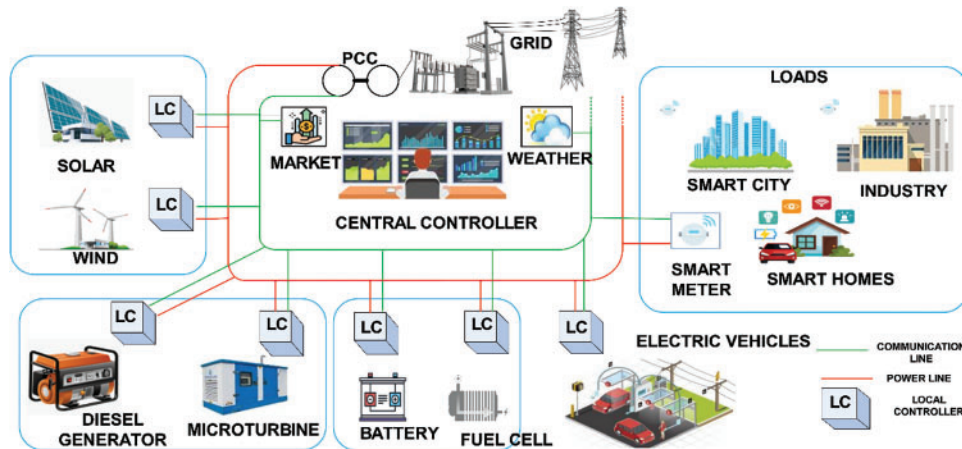 GRID
PCC
LOADS
LC
SOLAR
MARKET
WEATHER
SMART CITY
INDUSTRY
LC
WIND
CENTRAL CONTROLLER
SMART
METER
SMART HOMES
LC
LC
LC
LC
LC
DIESEL
GENERATOR
MICROTURBINE
BATTERY
FUEL CELL
ELECTRIC VEHICLES
COMMUNICATION
LINE
POWER LINE
LC
LOCAL
CONTROLLER